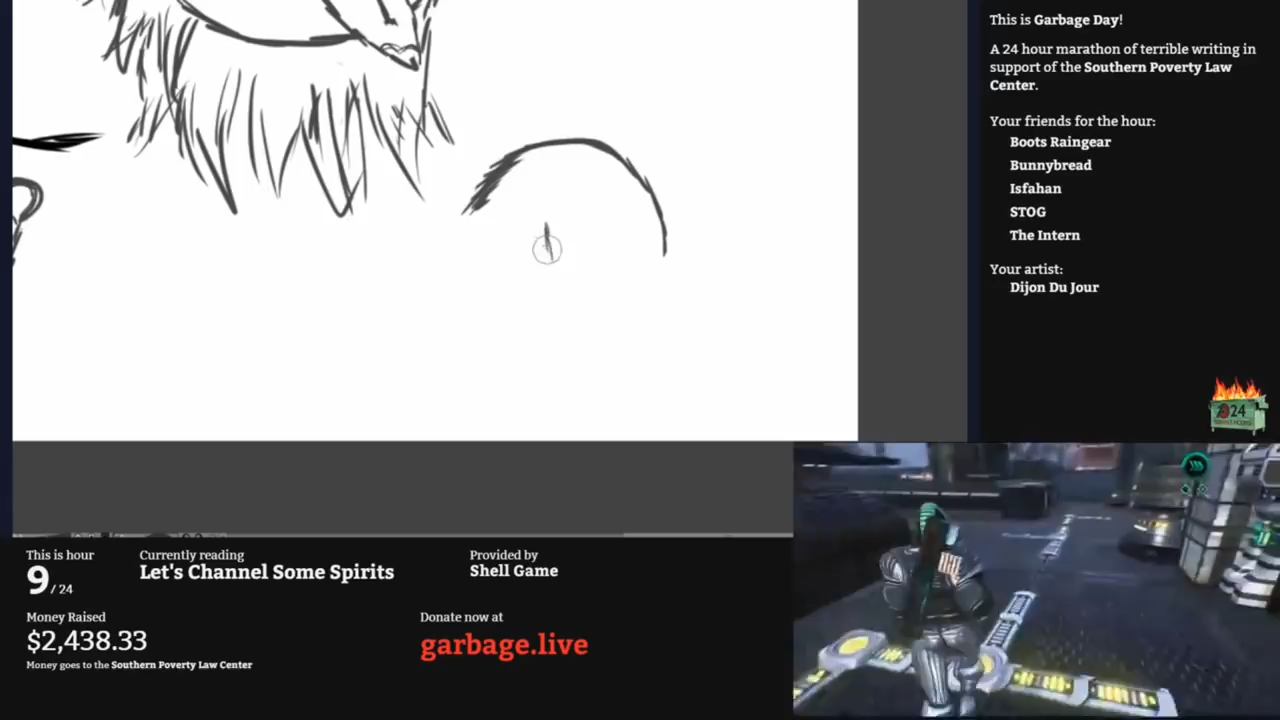 This is Garbage Day!
A 24 hour marathon of terrible writing in
support of the Southern Poverty Law
Center.
Your friends for the hour:
Boots Raingear
Bunnybread
Isfahan
STOG
The Intern
Your artist:
Dijon Du Jour
This is hour
9 / 24
Currently reading
Let's Channel Some Spirits
Provided by
Shell Game
Money Raised
$2,438.33
Money goes to the Southern Poverty Law Center
Donate now at
garbage.live